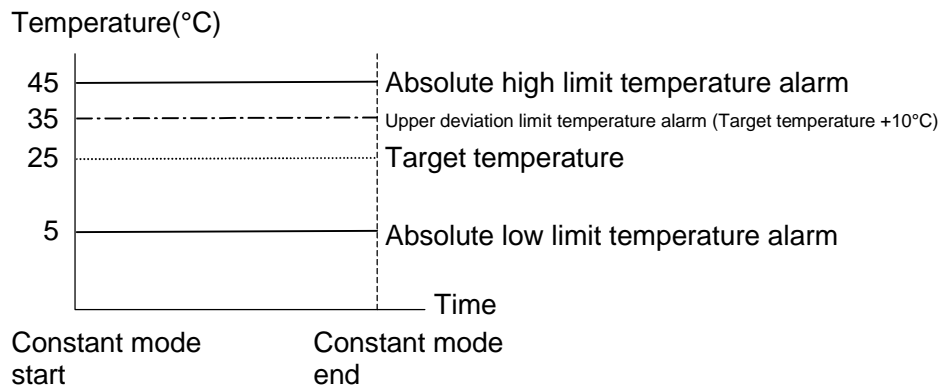 Temperature(°C)
45
Absolute high limit temperature alarm
35
Upper deviation limit temperature alarm (Target temperature +10°C)
25
Target temperature
5
Absolute low limit temperature alarm
Time
Constant mode
start
Constant mode
end